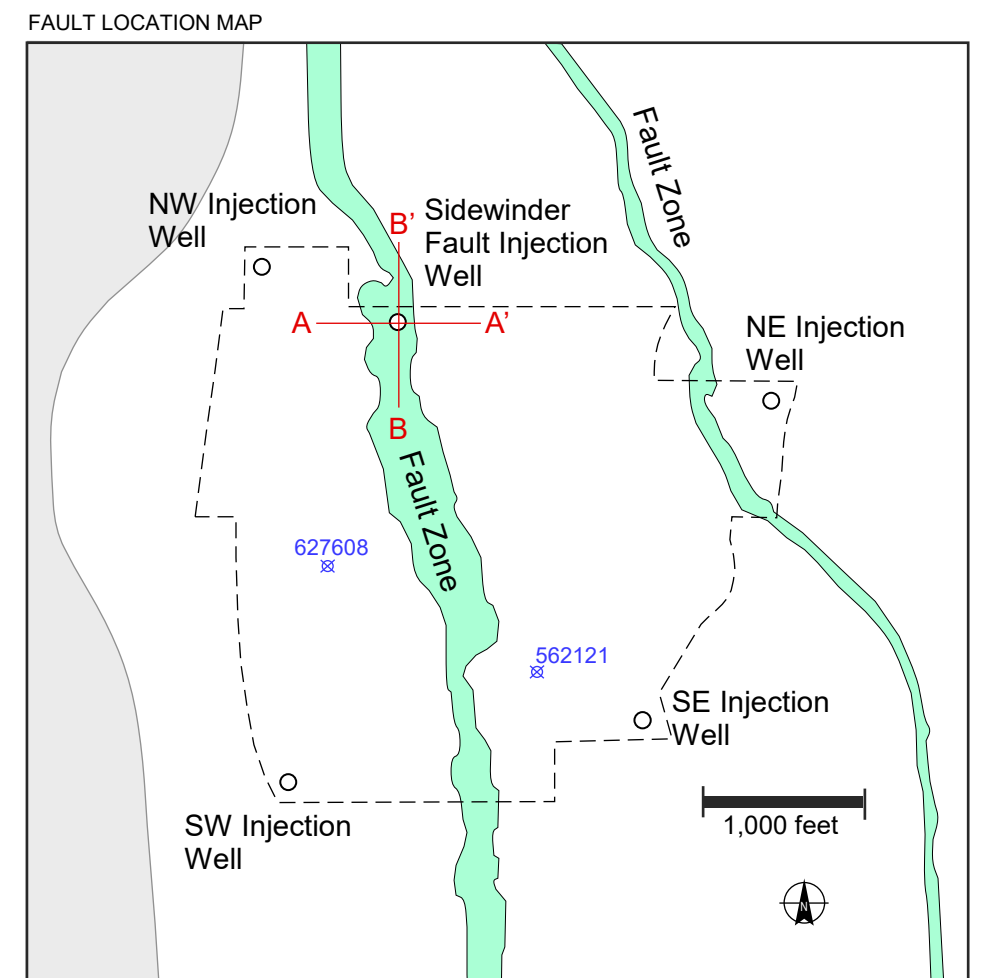 FAULT LOCATION MAP
Fault Zone
NW Injection
Well
B’
Sidewinder
Fault Injection
Well
A
A’
NE Injection
Well
B
Fault Zone
627608
562121
SE Injection
Well
1,000 feet
SW Injection
Well
N